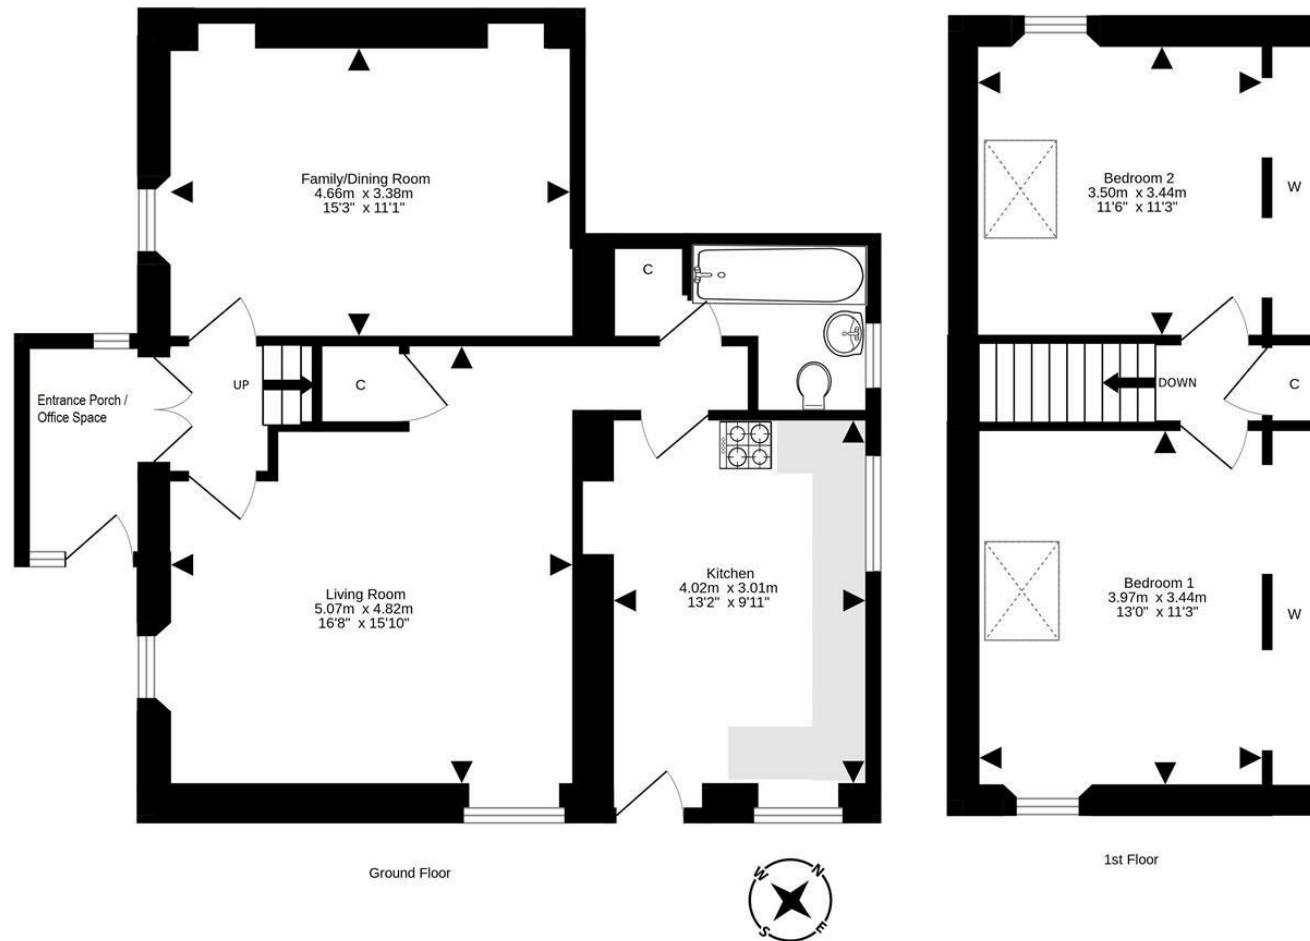 Family/Dining Room
4.66m x 3.38m
15'3" x 11'1"
C
UP
C
Entrance Porch /
Office Space
Living Room
5.07m x 4.82m
16'8" x 15'10"
Kitchen
4.02m x 3.01m
13'2" x 9'11"
Ground Floor
Bedroom 2
3.50m x 3.44m
11'6" x 11'3"
W
DOWN
C
Bedroom 1
3.97m x 3.44m
13'0" x 11'3"
W
1st Floor
W
N
S
E